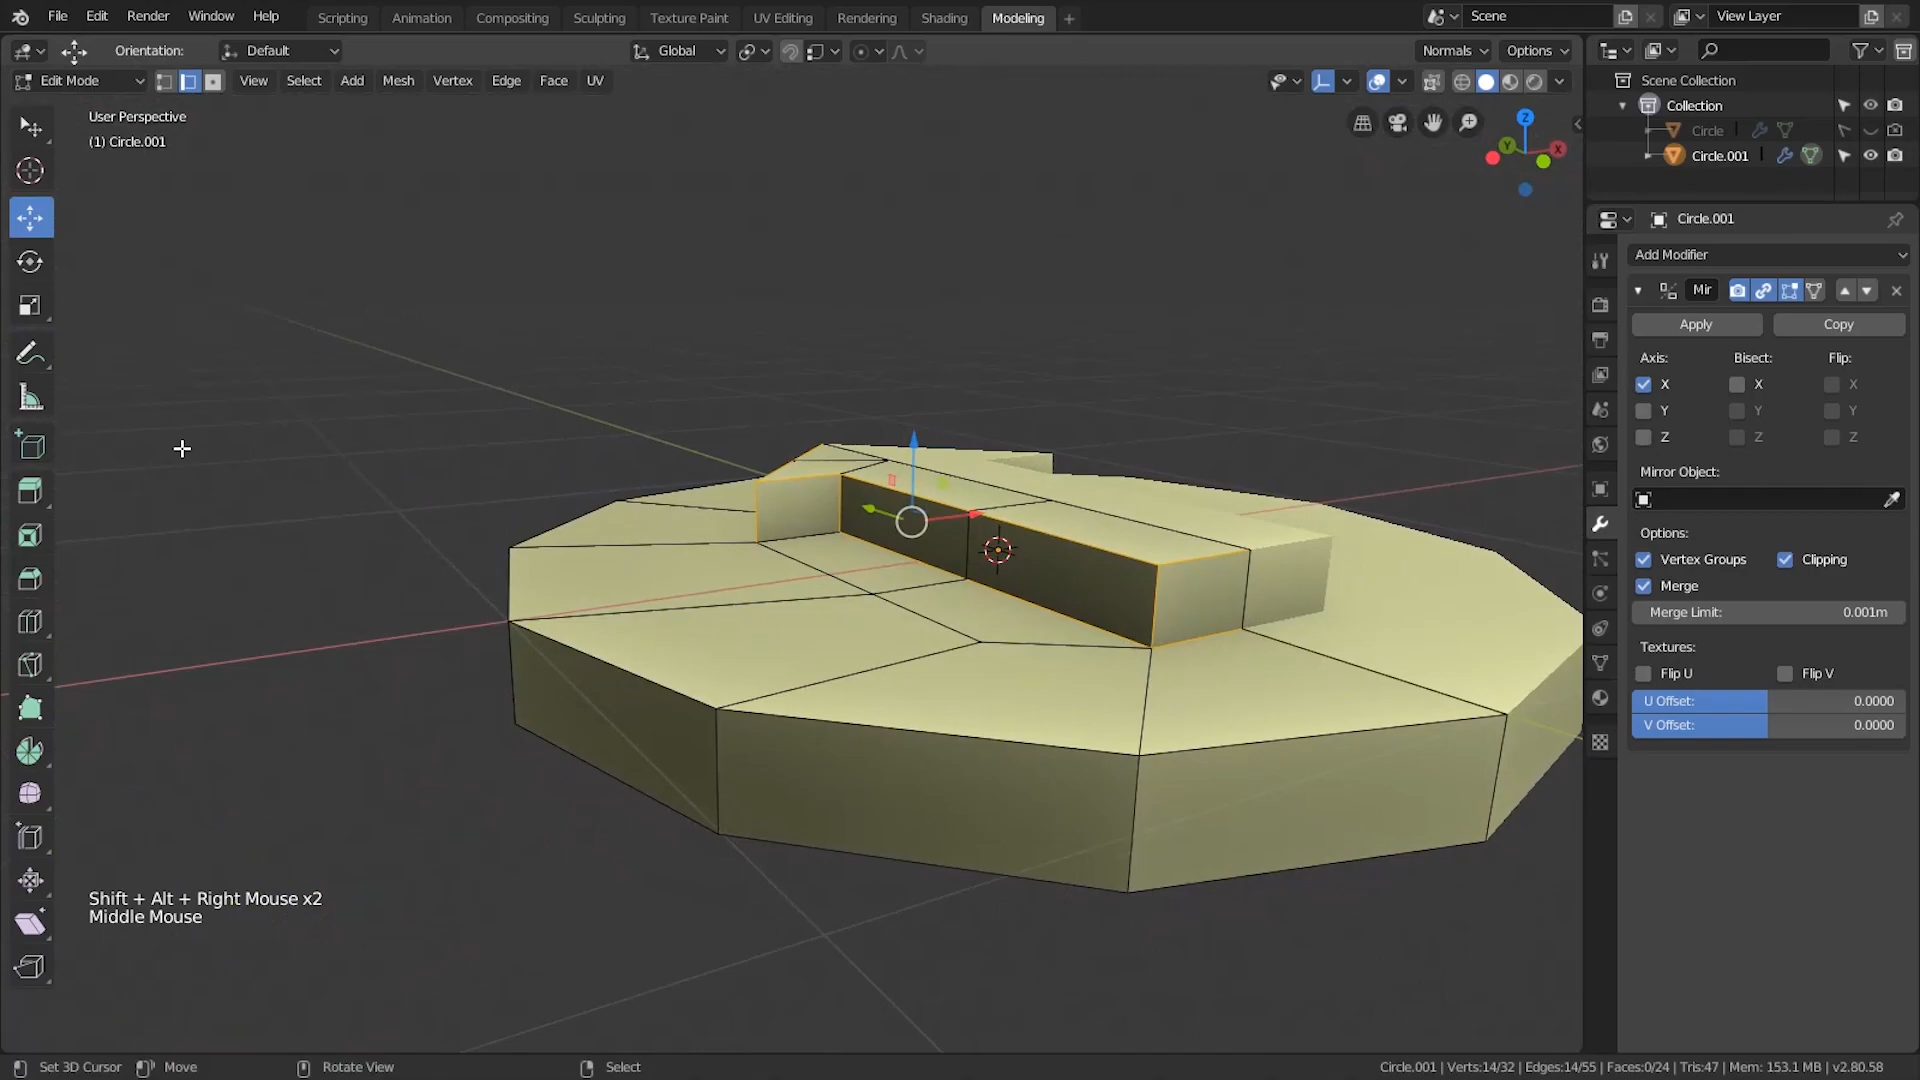 File Edit Render Window Help Scripting Animation Compositing Sculpting Texture Paint UV Editing Rendering Shading Modeling + Scene View Layer
Orientation: Default Global Normals Options
Edit Mode View Select Add Mesh Vertex Edge Face UV
User Perspective
(1) Circle.001
Z
Y
X
Scene Collection
Collection
Circle
Circle.001
Circle.001
Add Modifier
Mir
Apply Copy
Axis: Bisect: Flip:
X X X
Y Y Y
Z Z Z
Mirror Object:
Options:
Vertex Groups Clipping
Merge
Merge Limit: 0.001m
Textures:
Flip U Flip V
U Offset: 0.0000
V Offset: 0.0000
Shift + Alt + Right Mouse x2
Middle Mouse
Set 3D Cursor Move Rotate View Select Circle.001 | Verts:14/32 | Edges:14/55 | Faces:0/24 | Tris:47 | Mem: 153.1 MB | v2.80.58